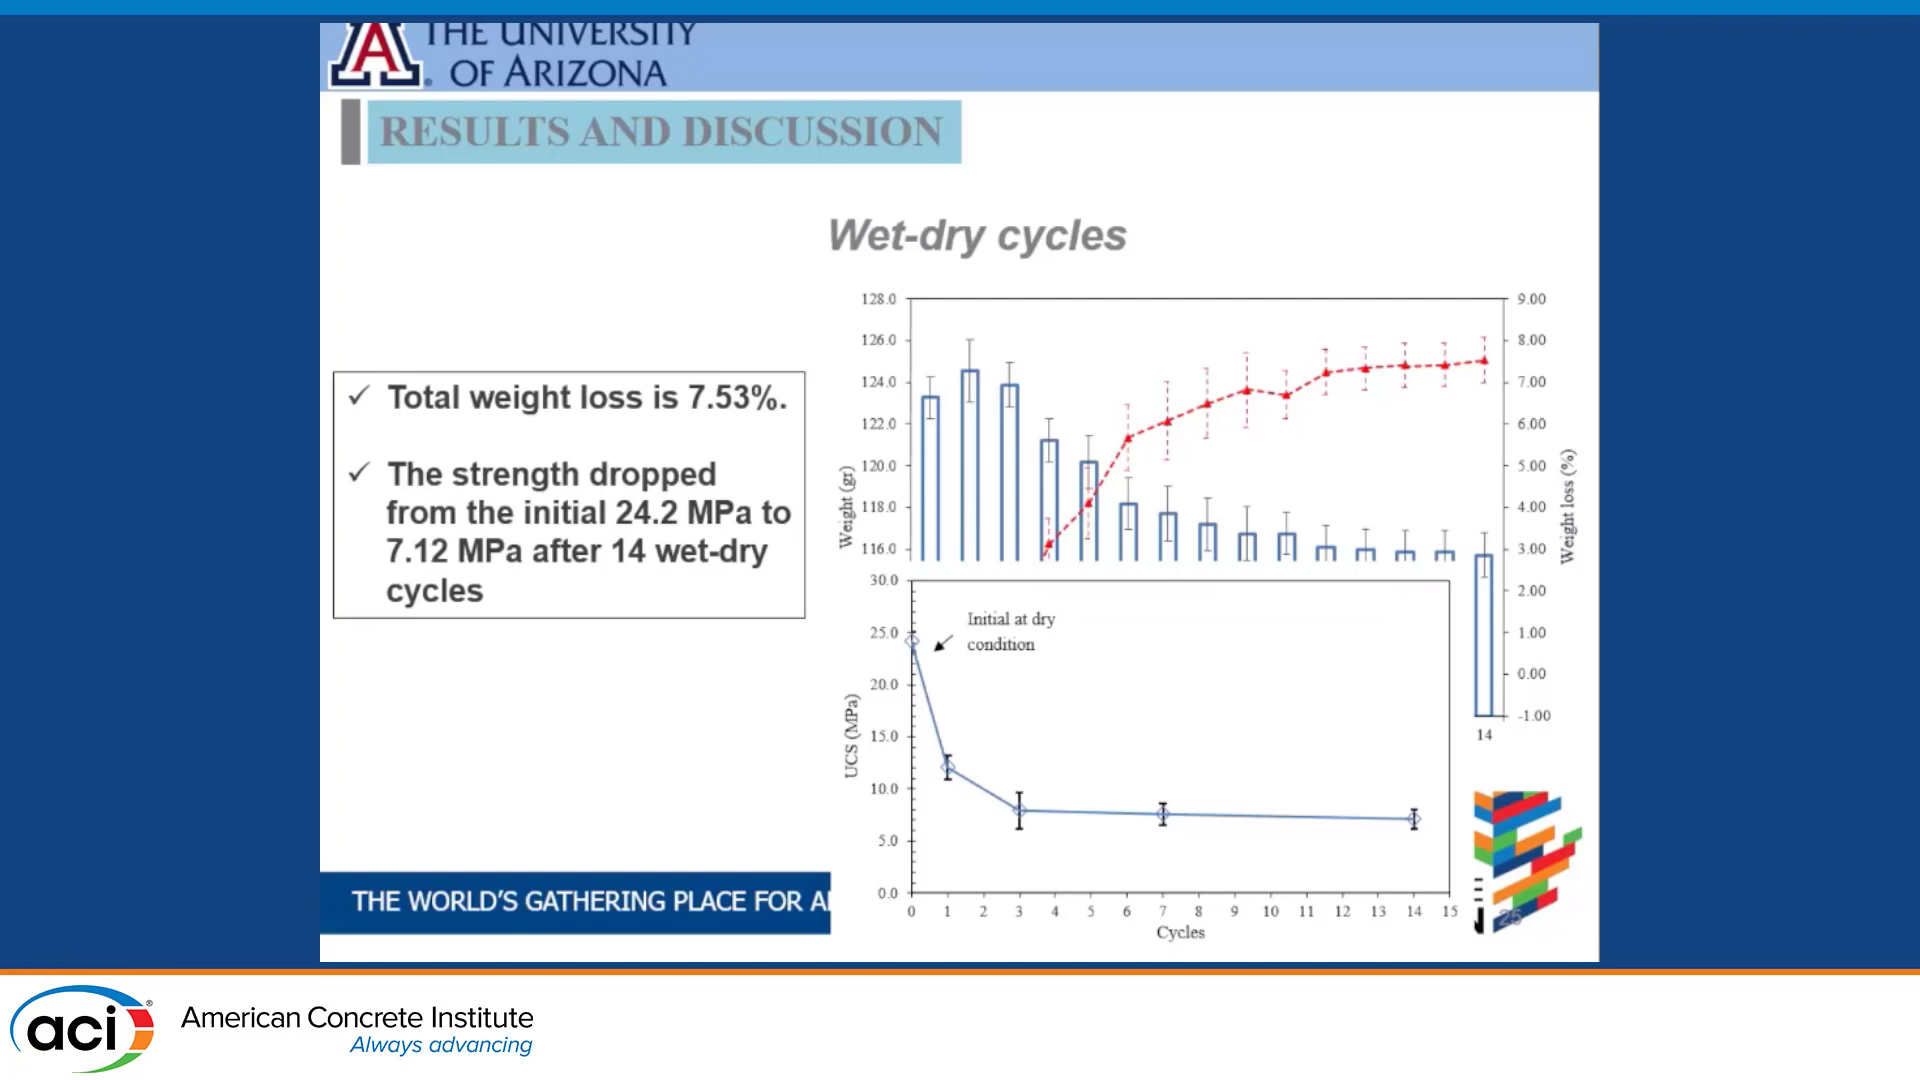 THE UNIVERSITY
OF ARIZONA
RESULTS AND DISCUSSION
Wet-dry cycles
✓ Total weight loss is 7.53%.
✓ The strength dropped
from the initial 24.2 MPa to
7.12 MPa after 14 wet-dry
cycles
128.0
126.0
124.0
122.0
120.0
118.0
116.0
Weight (gr)
9.00
8.00
7.00
6.00
5.00
4.00
3.00
2.00
1.00
0.00
-1.00
Weight loss (%)
14
30.0
25.0
20.0
15.0
10.0
5.0
0.0
UCS (MPa)
Initial at dry
condition
0 1 2 3 4 5 6 7 8 9 10 11 12 13 14 15
Cycles
THE WORLD'S GATHERING PLACE FOR
25
aci
American Concrete Institute
Always advancing